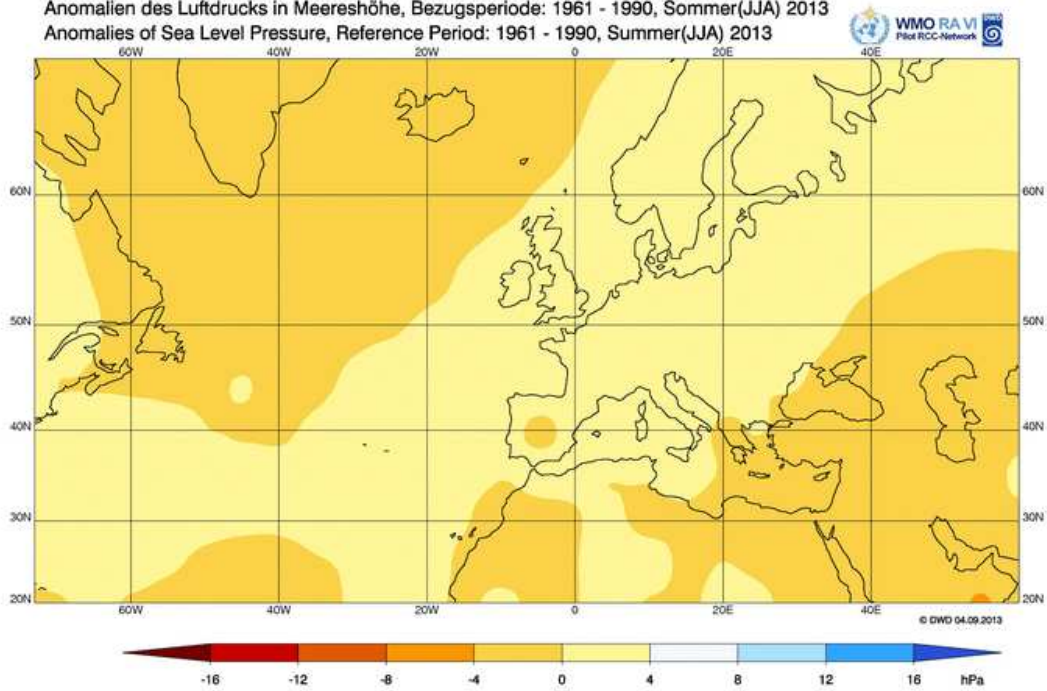 Anomalien des Luftdrucks in Meereshöhe, Bezugsperiode: 1961 - 1990, Sommer(JJA) 2013
Anomalies of Sea Level Pressure, Reference Period: 1961 - 1990, Summer(JJA) 2013
WMO RA VI
Pilot RCC-Network
DWD
60W 40W 20W 0 20E 40E
60N 60N
50N 50N
40N 40N
30N 30N
20N 20N
60W 40W 20W 0 20E 40E
© DWD 04.09.2013
-16 -12 -8 -4 0 4 8 12 16 hPa